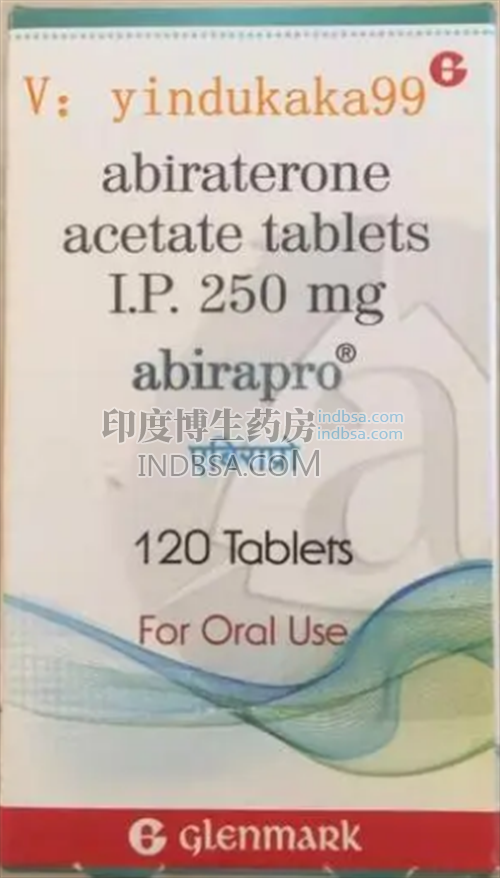 V：yindukaka99
abiraterone
acetate tablets
I.P. 250 mg
abirapro®
印度博生药房 indbsa.com
indbsa.com
INDBSA.COM
120 Tablets
For Oral Use
glenmark